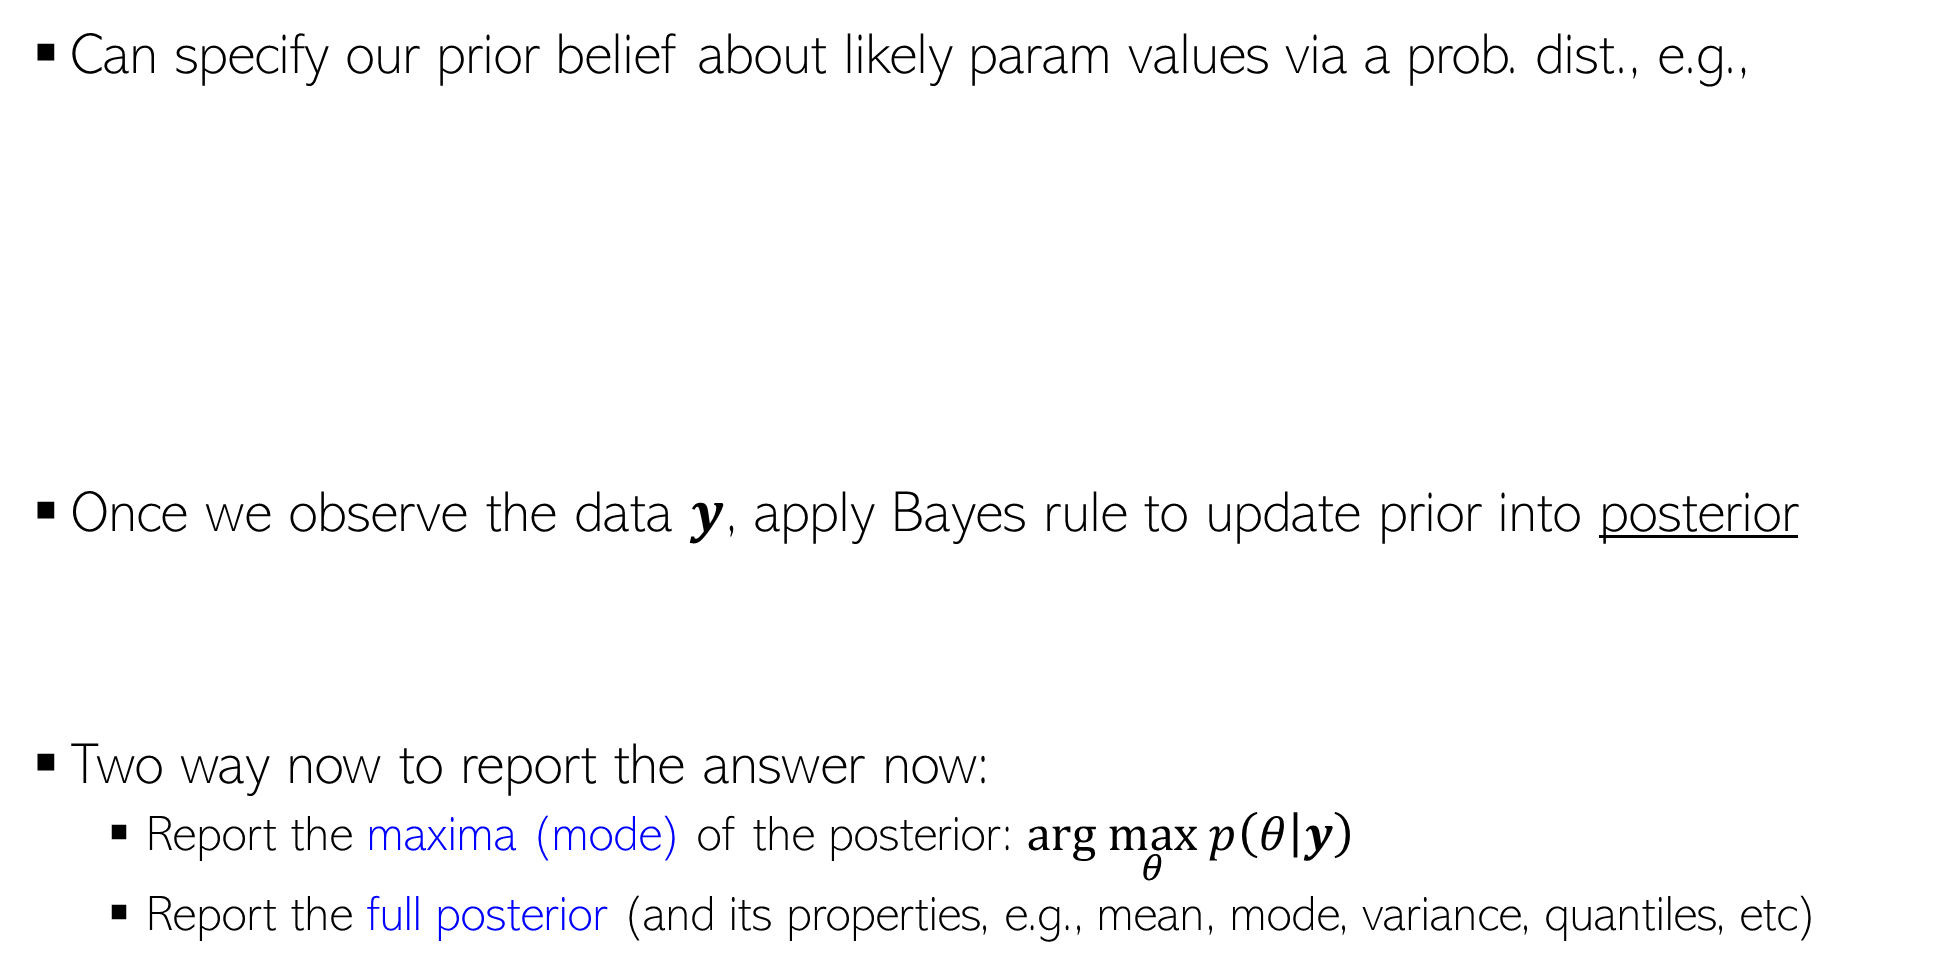 ▪ Can specify our prior belief about likely param values via a prob. dist., e.g.,
▪ Once we observe the data y, apply Bayes rule to update prior into posterior
▪ Two way now to report the answer now:
▪ Report the maxima (mode) of the posterior: arg max_θ p(θ|y)
▪ Report the full posterior (and its properties, e.g., mean, mode, variance, quantiles, etc)